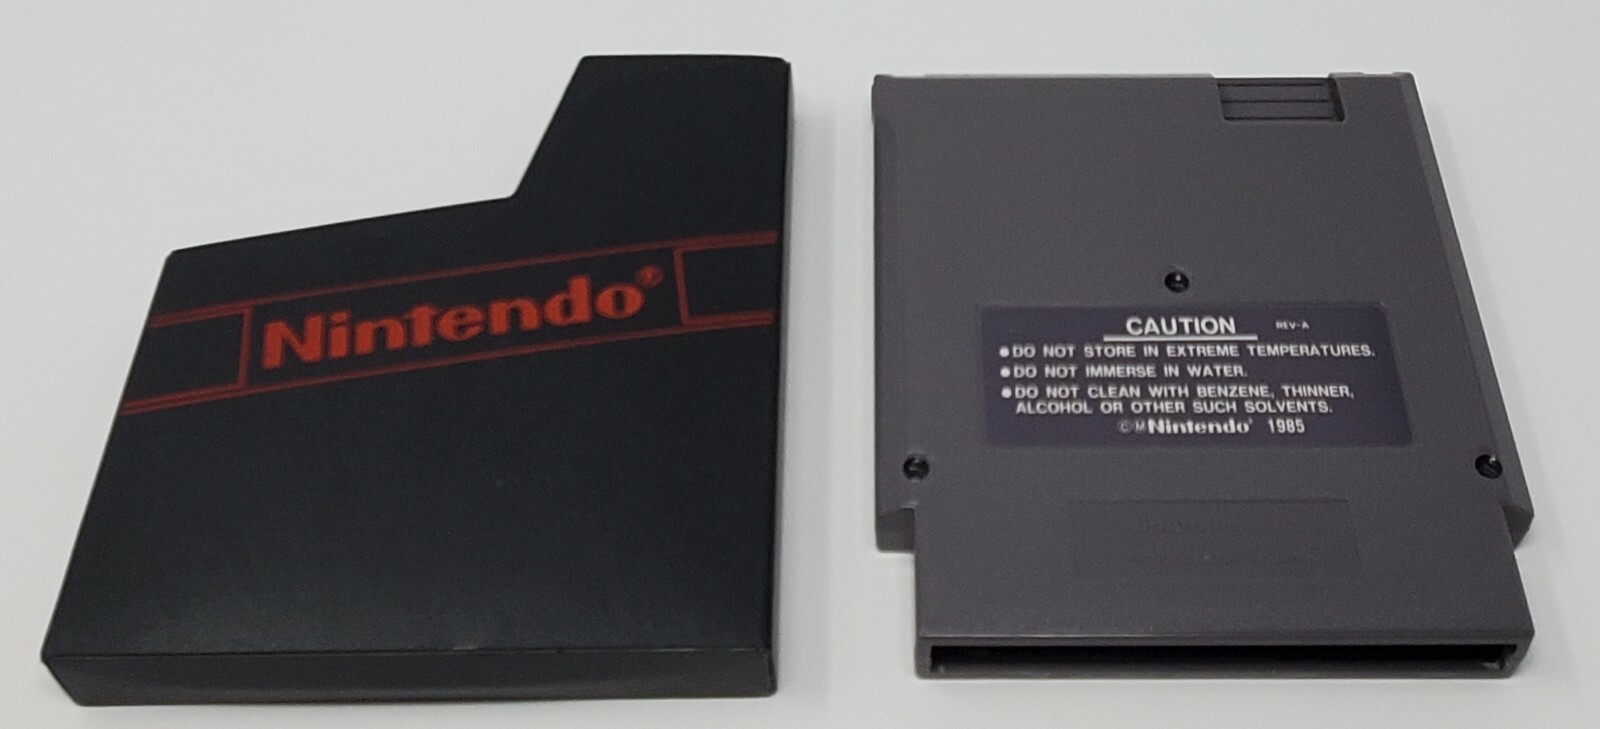 Nintendo®
CAUTION REV-A
●DO NOT STORE IN EXTREME TEMPERATURES.
●DO NOT IMMERSE IN WATER.
●DO NOT CLEAN WITH BENZENE, THINNER,
ALCOHOL OR OTHER SUCH SOLVENTS.
©M Nintendo® 1985